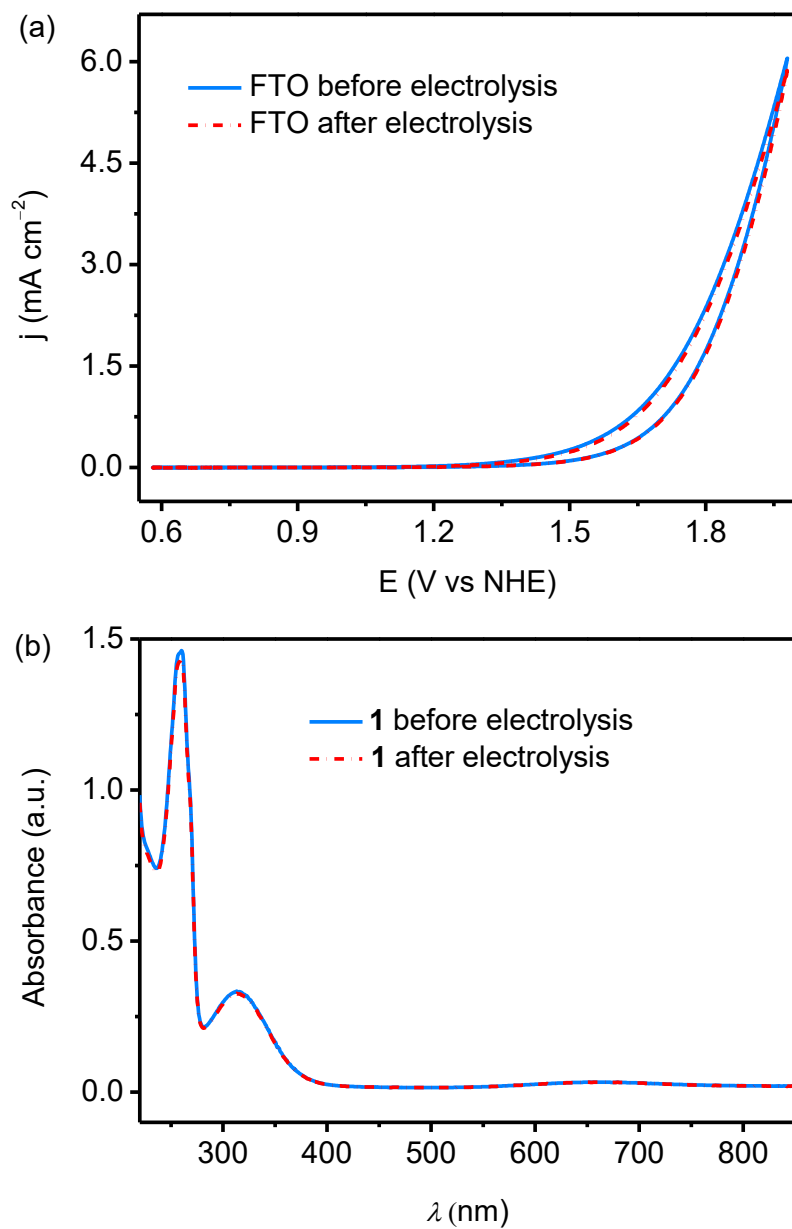 (a)
FTO before electrolysis
FTO after electrolysis
j (mA cm⁻²)
6.0
4.5
3.0
1.5
0.0
0.6 0.9 1.2 1.5 1.8
E (V vs NHE)
(b)
1 before electrolysis
1 after electrolysis
Absorbance (a.u.)
1.5
1.0
0.5
0.0
300 400 500 600 700 800
λ (nm)